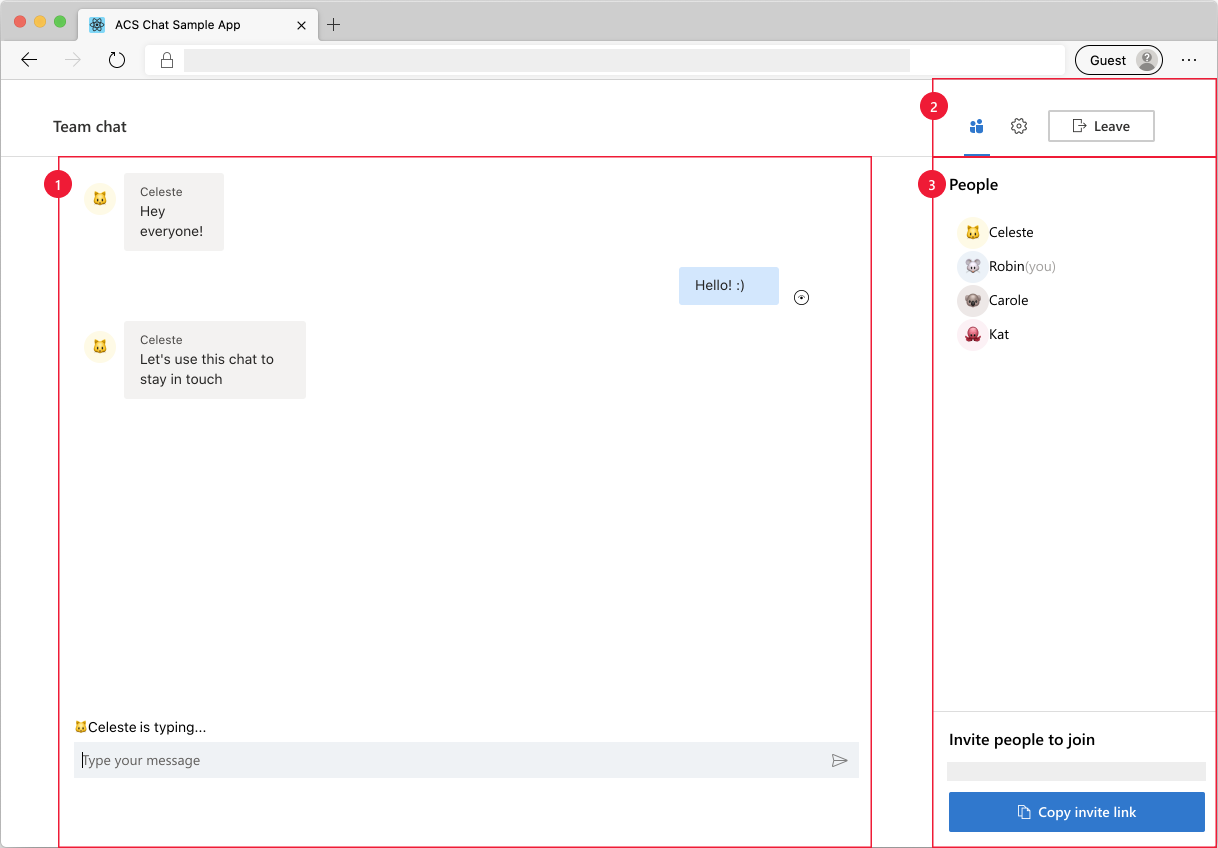 ACS Chat Sample App
Guest
Team chat
2
Leave
1
Celeste
Hey
everyone!
Hello! :)
Celeste
Let's use this chat to
stay in touch
Celeste is typing...
Type your message
3
People
Celeste
Robin(you)
Carole
Kat
Invite people to join
Copy invite link